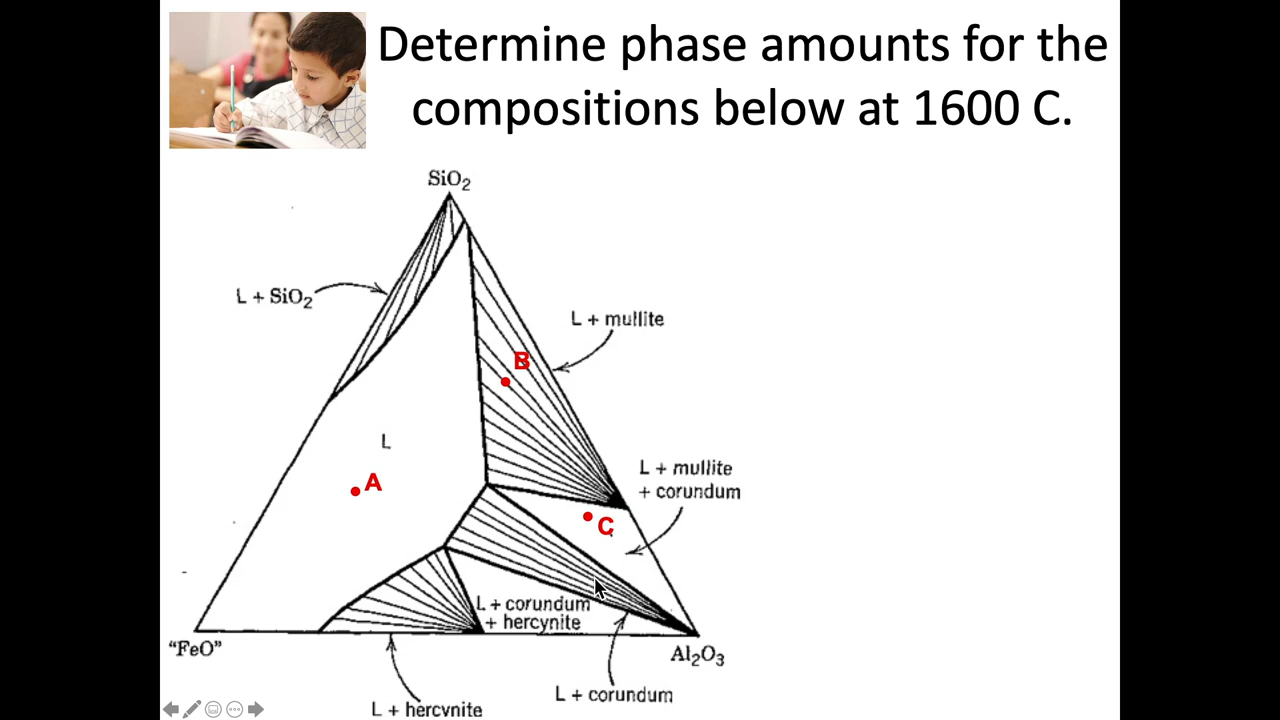 Determine phase amounts for the
compositions below at 1600 C.
SiO₂
L + SiO₂
L + mullite
B
L
A
L + mullite
+ corundum
C
L + corundum
+ hercynite
"FeO"
Al₂O₃
L + corundum
L + hercynite